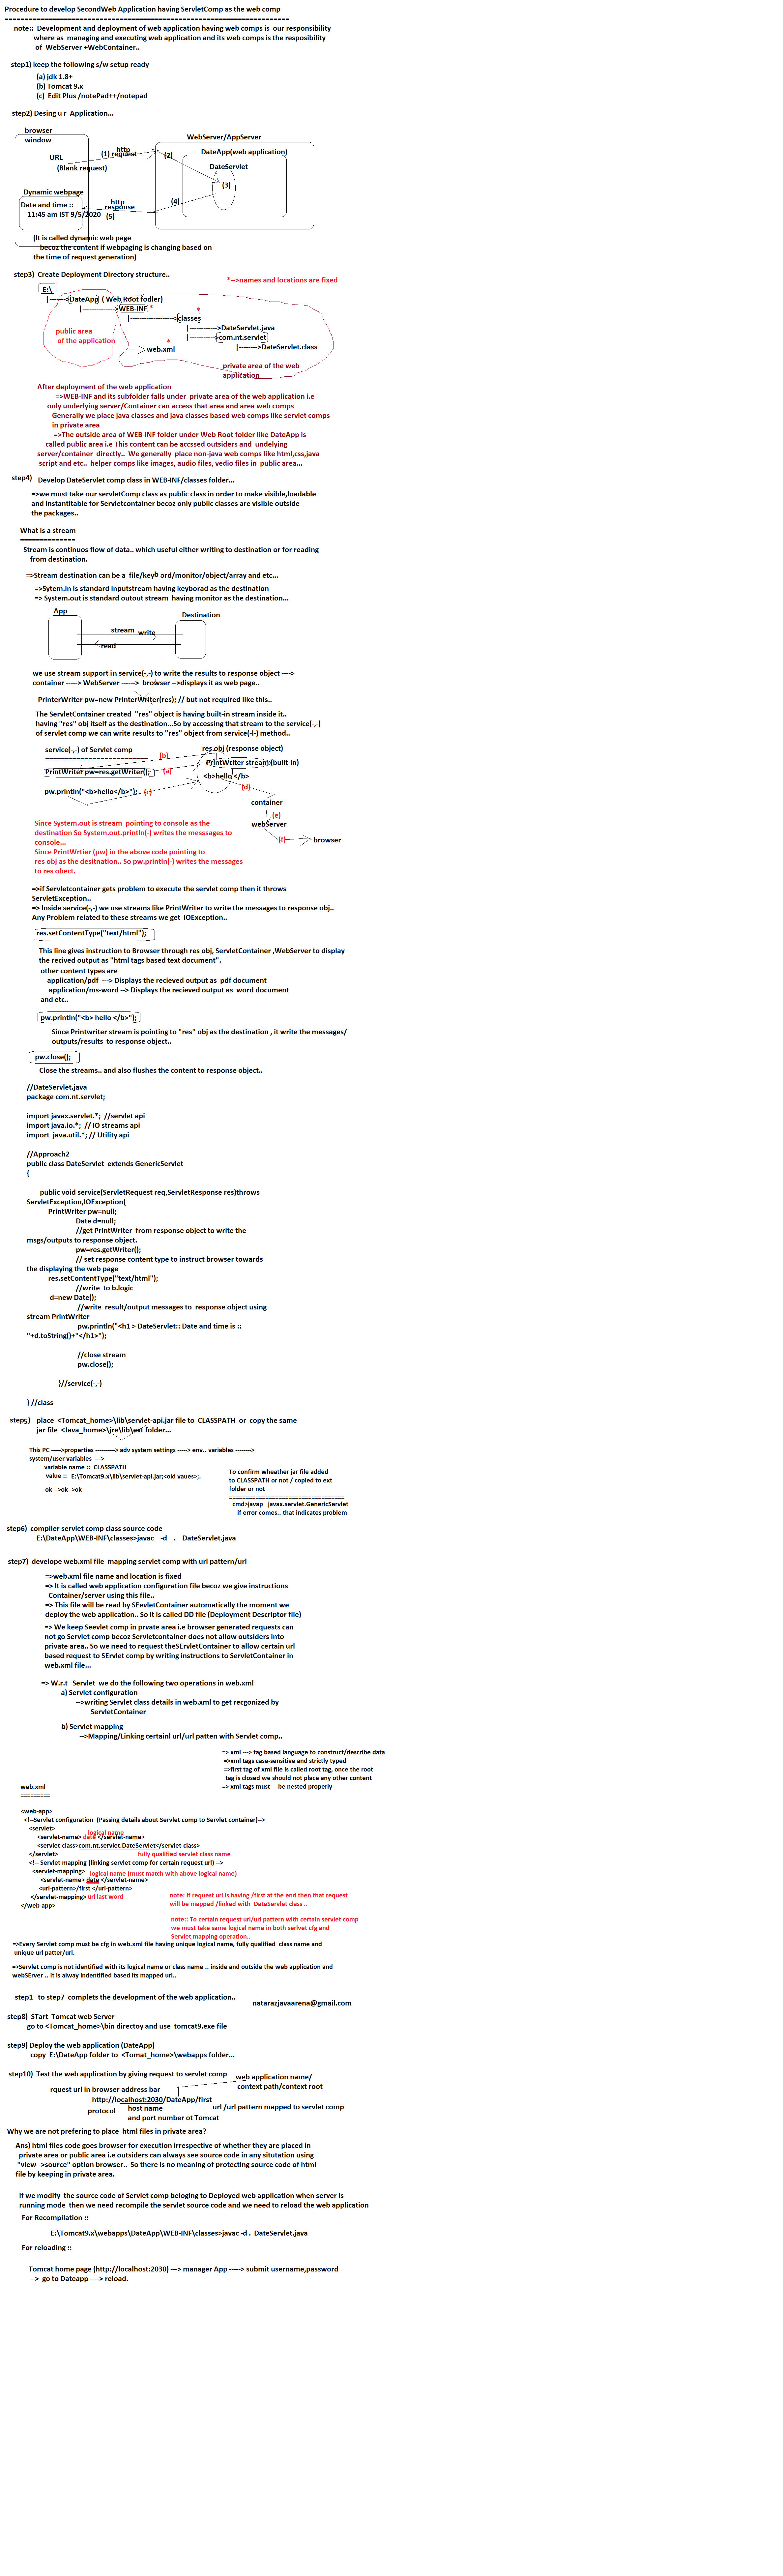 Procedure to develop SecondWeb Application having ServletComp as the web comp
========================================================================
note:: Development and deployment of web application having web comps is our responsibility
where as managing and executing web application and its web comps is the resposibility
of WebServer +WebContainer..
step1) keep the following s/w setup ready
(a) jdk 1.8+
(b) Tomcat 9.x
(c) Edit Plus /notePad++/notepad
step2) Desing u r Application...
browser
window
WebServer/AppServer
URL
(Blank request)
(1) request
http
(2)
DateApp(web application)
DateServlet
(3)
(4)
Dynamic webpage
Date and time ::
11:45 am IST 9/5/2020
http
response
(5)
(It is called dynamic web page
becoz the content if webpaging is changing based on
the time of request generation)
step3) Create Deployment Directory structure..
*-->names and locations are fixed
E:\
|------->DateApp ( Web Root fodler)
|------------->WEB-INF *
|------------------->classes
*
|------------>DateServlet.java
|----------->com.nt.servlet
|-------->DateServlet.class
public area
of the application
*
web.xml
private area of the web
application
After deployment of the web application
=>WEB-INF and its subfolder falls under private area of the web application i.e
only underlying server/Container can access that area and area web comps
Generally we place java classes and java classes based web comps like servlet comps
in private area
=>The outside area of WEB-INF folder under Web Root folder like DateApp is
called public area i.e This content can be accssed outsiders and undelying
server/container directly.. We generally place non-java web comps like html,css,java
script and etc.. helper comps like images, audio files, vedio files in public area...
step4) Develop DateServlet comp class in WEB-INF/classes folder...
=>we must take our servletComp class as public class in order to make visible,loadable
and instantitable for Servletcontainer becoz only public classes are visible outside
the packages..
What is a stream
==============
Stream is continuos flow of data.. which useful either writing to destination or for reading
from destination.
=>Stream destination can be a file/keyb ord/monitor/object/array and etc...
=>Sytem.in is standard inputstream having keyborad as the destination
=> System.out is standard outout stream having monitor as the destination...
App
Destination
stream write
read
we use stream support in service(-,-) to write the results to response object ---->
container -----> WebServer ------> browser -->displays it as web page..
PrinterWriter pw=new PrinterWriter(res); // but not required like this..
The ServletContainer created "res" object is having built-in stream inside it..
having "res" obj itself as the destination...So by accessing that stream to the service(-,-)
of servlet comp we can write results to "res" object from service(-l-) method..
service(-,-) of Servlet comp
==========================
res obj (response object)
(b)
PrintWriter stream (built-in)
PrintWriter pw=res.getWriter();
(a)
<b>hello </b>
(d)
pw.println("<b>hello</b>"); (c)
container
(e)
webServer
(f)
browser
Since System.out is stream pointing to console as the
destination So System.out.println(-) writes the messsages to
console...
Since PrintWrtier (pw) in the above code pointing to
res obj as the desitnation.. So pw.println(-) writes the messages
to res obect.
=>if Servletcontainer gets problem to execute the servlet comp then it throws
ServletException..
=> Inside service(-,-) we use streams like PrintWriter to write the messages to response obj..
Any Problem related to these streams we get IOException..
res.setContentType("text/html");
This line gives instruction to Browser through res obj, ServletContainer ,WebServer to display
the recived output as "html tags based text document".
other content types are
application/pdf ---> Displays the recieved output as pdf document
application/ms-word --> Displays the recieved output as word document
and etc..
pw.println("<b> hello </b>");
Since Printwriter stream is pointing to "res" obj as the destination , it write the messages/
outputs/results to response object..
pw.close();
Close the streams.. and also flushes the content to response object..
//DateServlet.java
package com.nt.servlet;
import javax.servlet.*; //servlet api
import java.io.*; // IO streams api
import java.util.*; // Utility api
//Approach2
public class DateServlet extends GenericServlet
{
public void service(ServletRequest req,ServletResponse res)throws
ServletException,IOException{
PrintWriter pw=null;
Date d=null;
//get PrintWriter from response object to write the
msgs/outputs to response object.
pw=res.getWriter();
// set response content type to instruct browser towards
the displaying the web page
res.setContentType("text/html");
//write to b.logic
d=new Date();
//write result/output messages to response object using
stream PrintWriter
pw.println("<h1 > DateServlet:: Date and time is ::
"+d.toString()+"</h1>");
//close stream
pw.close();
}//service(-,-)
} //class
step5) place <Tomcat_home>\lib\servlet-api.jar file to CLASSPATH or copy the same
jar file <Java_home>\jre\lib\ext folder...
This PC ----->properties ----------> adv system settings -----> env.. variables -------->
system/user variables --->
variable name :: CLASSPATH
value :: E:\Tomcat9.x\lib\servlet-api.jar;<old vaues>;.
-ok -->ok ->ok
To confirm wheather jar file added
to CLASSPATH or not / copied to ext
folder or not
===================================
cmd>javap javax.servlet.GenericServlet
if error comes.. that indicates problem
step6) compiler servlet comp class source code
E:\DateApp\WEB-INF\classes>javac -d . DateServlet.java
step7) develope web.xml file mapping servlet comp with url pattern/url
=>web.xml file name and location is fixed
=> It is called web application configuration file becoz we give instructions
Container/server using this file..
=> This file will be read by SEevletContainer automatically the moment we
deploy the web application.. So it is called DD file (Deployment Descriptor file)
=> We keep Seevlet comp in prvate area i.e browser generated requests can
not go Servlet comp becoz Servletcontainer does not allow outsiders into
private area.. So we need to request theSErvletContainer to allow certain url
based request to SErvlet comp by writing instructions to ServletContainer in
web.xml file...
=> W.r.t Servlet we do the following two operations in web.xml
a) Servlet configuration
-->writing Servlet class details in web.xml to get recgonized by
ServletContainer
b) Servlet mapping
-->Mapping/Linking certainl url/url patten with Servlet comp..
=> xml ---> tag based language to construct/describe data
=>xml tags case-sensitive and strictly typed
=>first tag of xml file is called root tag, once the root
tag is closed we should not place any other content
=> xml tags must be nested properly
web.xml
=========
<web-app>
<!--Servlet configuration (Passing details about Servlet comp to Servlet container)-->
<servlet>
logical name
<servlet-name> date </servlet-name>
<servlet-class>com.nt.servlet.DateServlet</servlet-class>
</servlet>
fully qualified servlet class name
<!-- Servlet mapping (linking servlet comp for certain request url) -->
<servlet-mapping>
logical name (must match with above logical name)
<servlet-name> date </servlet-name>
<url-pattern>/first </url-pattern>
</servlet-mapping> url last word
</web-app>
note: if request url is having /first at the end then that request
will be mapped /linked with DateServlet class ..
note:: To certain request url/url pattern with certain servlet comp
we must take same logical name in both serlvet cfg and
Servlet mapping operation..
=>Every Servlet comp must be cfg in web.xml file having unique logical name, fully qualified class name and
unique url patter/url.
=>Servlet comp is not identified with its logical name or class name .. inside and outside the web application and
webSErver .. It is alway indentified based its mapped url..
step1 to step7 complets the development of the web application..
natarazjavaarena@gmail.com
step8) STart Tomcat web Server
go to <Tomcat_home>\bin directoy and use tomcat9.exe file
step9) Deploy the web application (DateApp)
copy E:\DateApp folder to <Tomat_home>\webapps folder...
step10) Test the web application by giving request to servlet comp
web application name/
context path/context root
rquest url in browser address bar
http://localhost:2030/DateApp/first
protocol
host name
and port number ot Tomcat
url /url pattern mapped to servlet comp
Why we are not prefering to place html files in private area?
Ans) html files code goes browser for execution irrespective of whether they are placed in
private area or public area i.e outsiders can always see source code in any situtation using
"view-->source" option browser.. So there is no meaning of protecting source code of html
file by keeping in private area.
if we modify the source code of Servlet comp beloging to Deployed web application when server is
running mode then we need recompile the servlet source code and we need to reload the web application
For Recompilation ::
E:\Tomcat9.x\webapps\DateApp\WEB-INF\classes>javac -d . DateServlet.java
For reloading ::
Tomcat home page (http://localhost:2030) ---> manager App -----> submit username,password
--> go to Dateapp ----> reload.